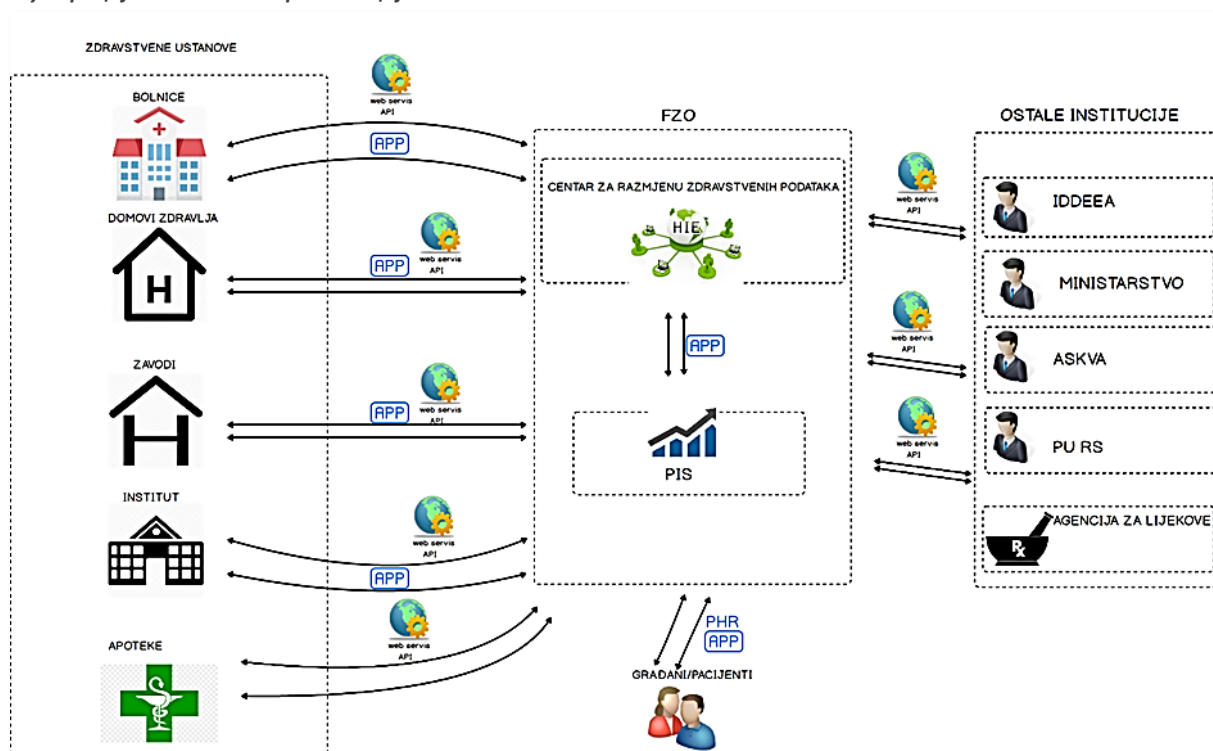 ZDRAVSTVENE USTANOVE
BOLNICE
web servis
API
APP
DOMOVI ZDRAVLJA
H
web servis
API
APP
ZAVODI
web servis
API
APP
INSTITUT
web servis
API
APP
APOTEKE
web servis
API
FZO
CENTAR ZA RAZMJENU ZDRAVSTVENIH PODATAKA
HIE
APP
PIS
PHR
APP
GRAĐANI/PACIJENTI
web servis
API
web servis
API
web servis
API
OSTALE INSTITUCIJE
IDDEEA
MINISTARSTVO
ASKVA
PU RS
AGENCIJA ZA LIJEKOVE
Rx